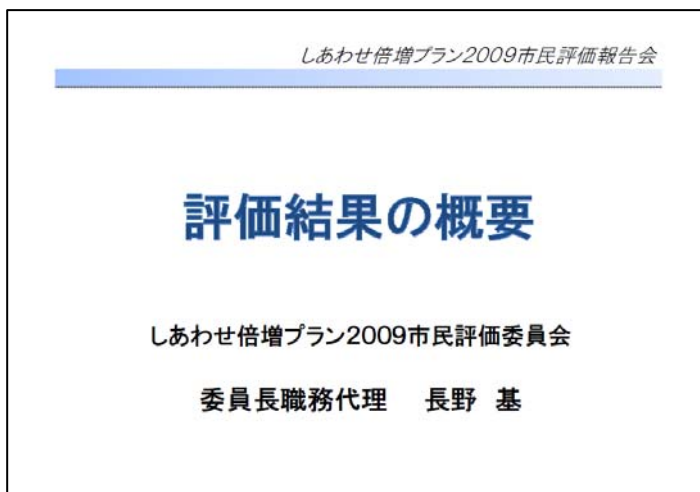 しあわせ倍増プラン2009市民評価報告会
評価結果の概要
しあわせ倍増プラン2009市民評価委員会
委員長職務代理　長野 基